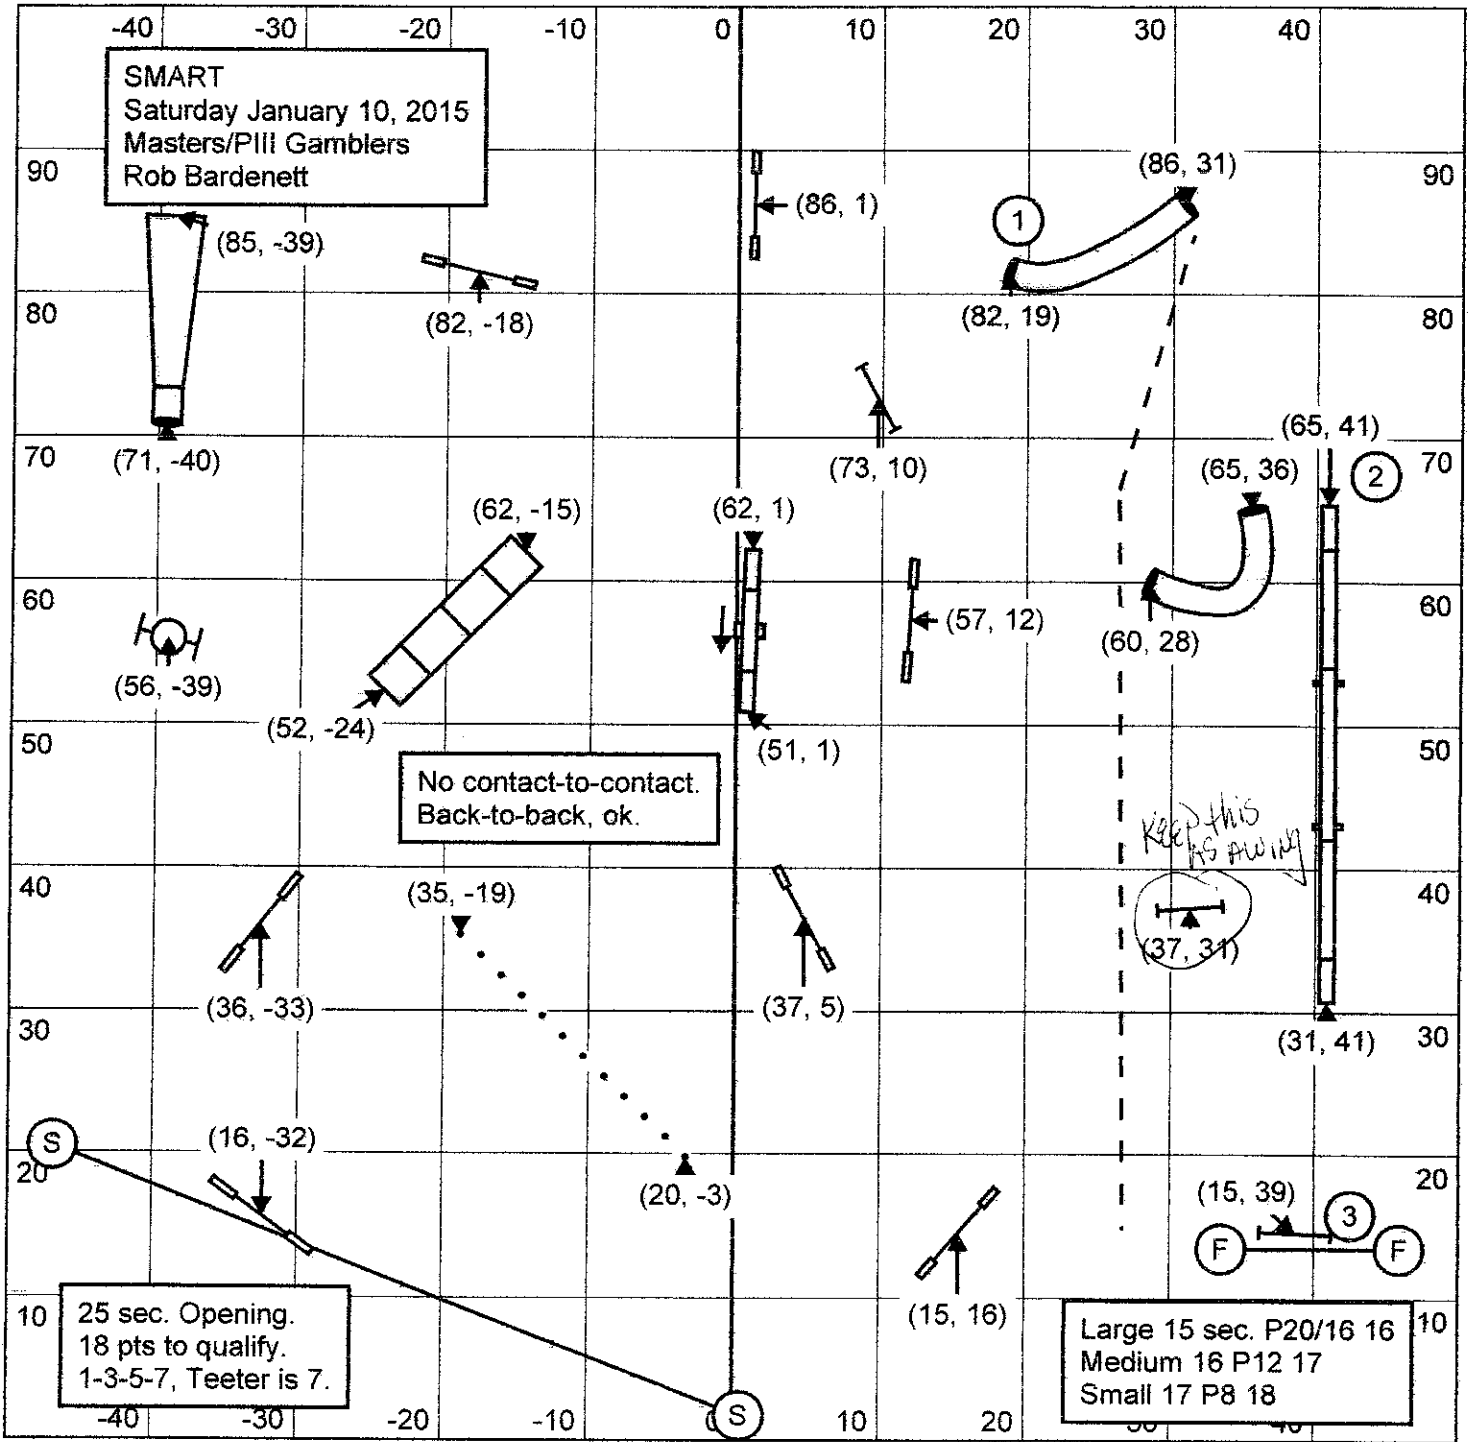 -40 -30 -20 -10 0 10 20 30 40
SMART
Saturday January 10, 2015
Masters/PIII Gamblers
Rob Bardenett
90
(86, 1)
(86, 31)
90
1
(85, -39)
80
(82, -18)
(82, 19)
80
70
(71, -40)
(73, 10)
(65, 41)
(65, 36)
2
70
(62, -15)
(62, 1)
60
(57, 12)
60
(56, -39)
(60, 28)
(52, -24)
50
(51, 1)
50
No contact-to-contact.
Back-to-back, ok.
Keep this
AS A WING
40
(35, -19)
40
(37, 31)
(36, -33)
(37, 5)
30
(31, 41)
30
S
(16, -32)
20
(20, -3)
(15, 39)
3
20
F F
10
25 sec. Opening.
18 pts to qualify.
1-3-5-7, Teeter is 7.
(15, 16)
Large 15 sec. P20/16 16
Medium 16 P12 17
Small 17 P8 18
10
-40 -30 -20 -10 0 S 10 20 30 40